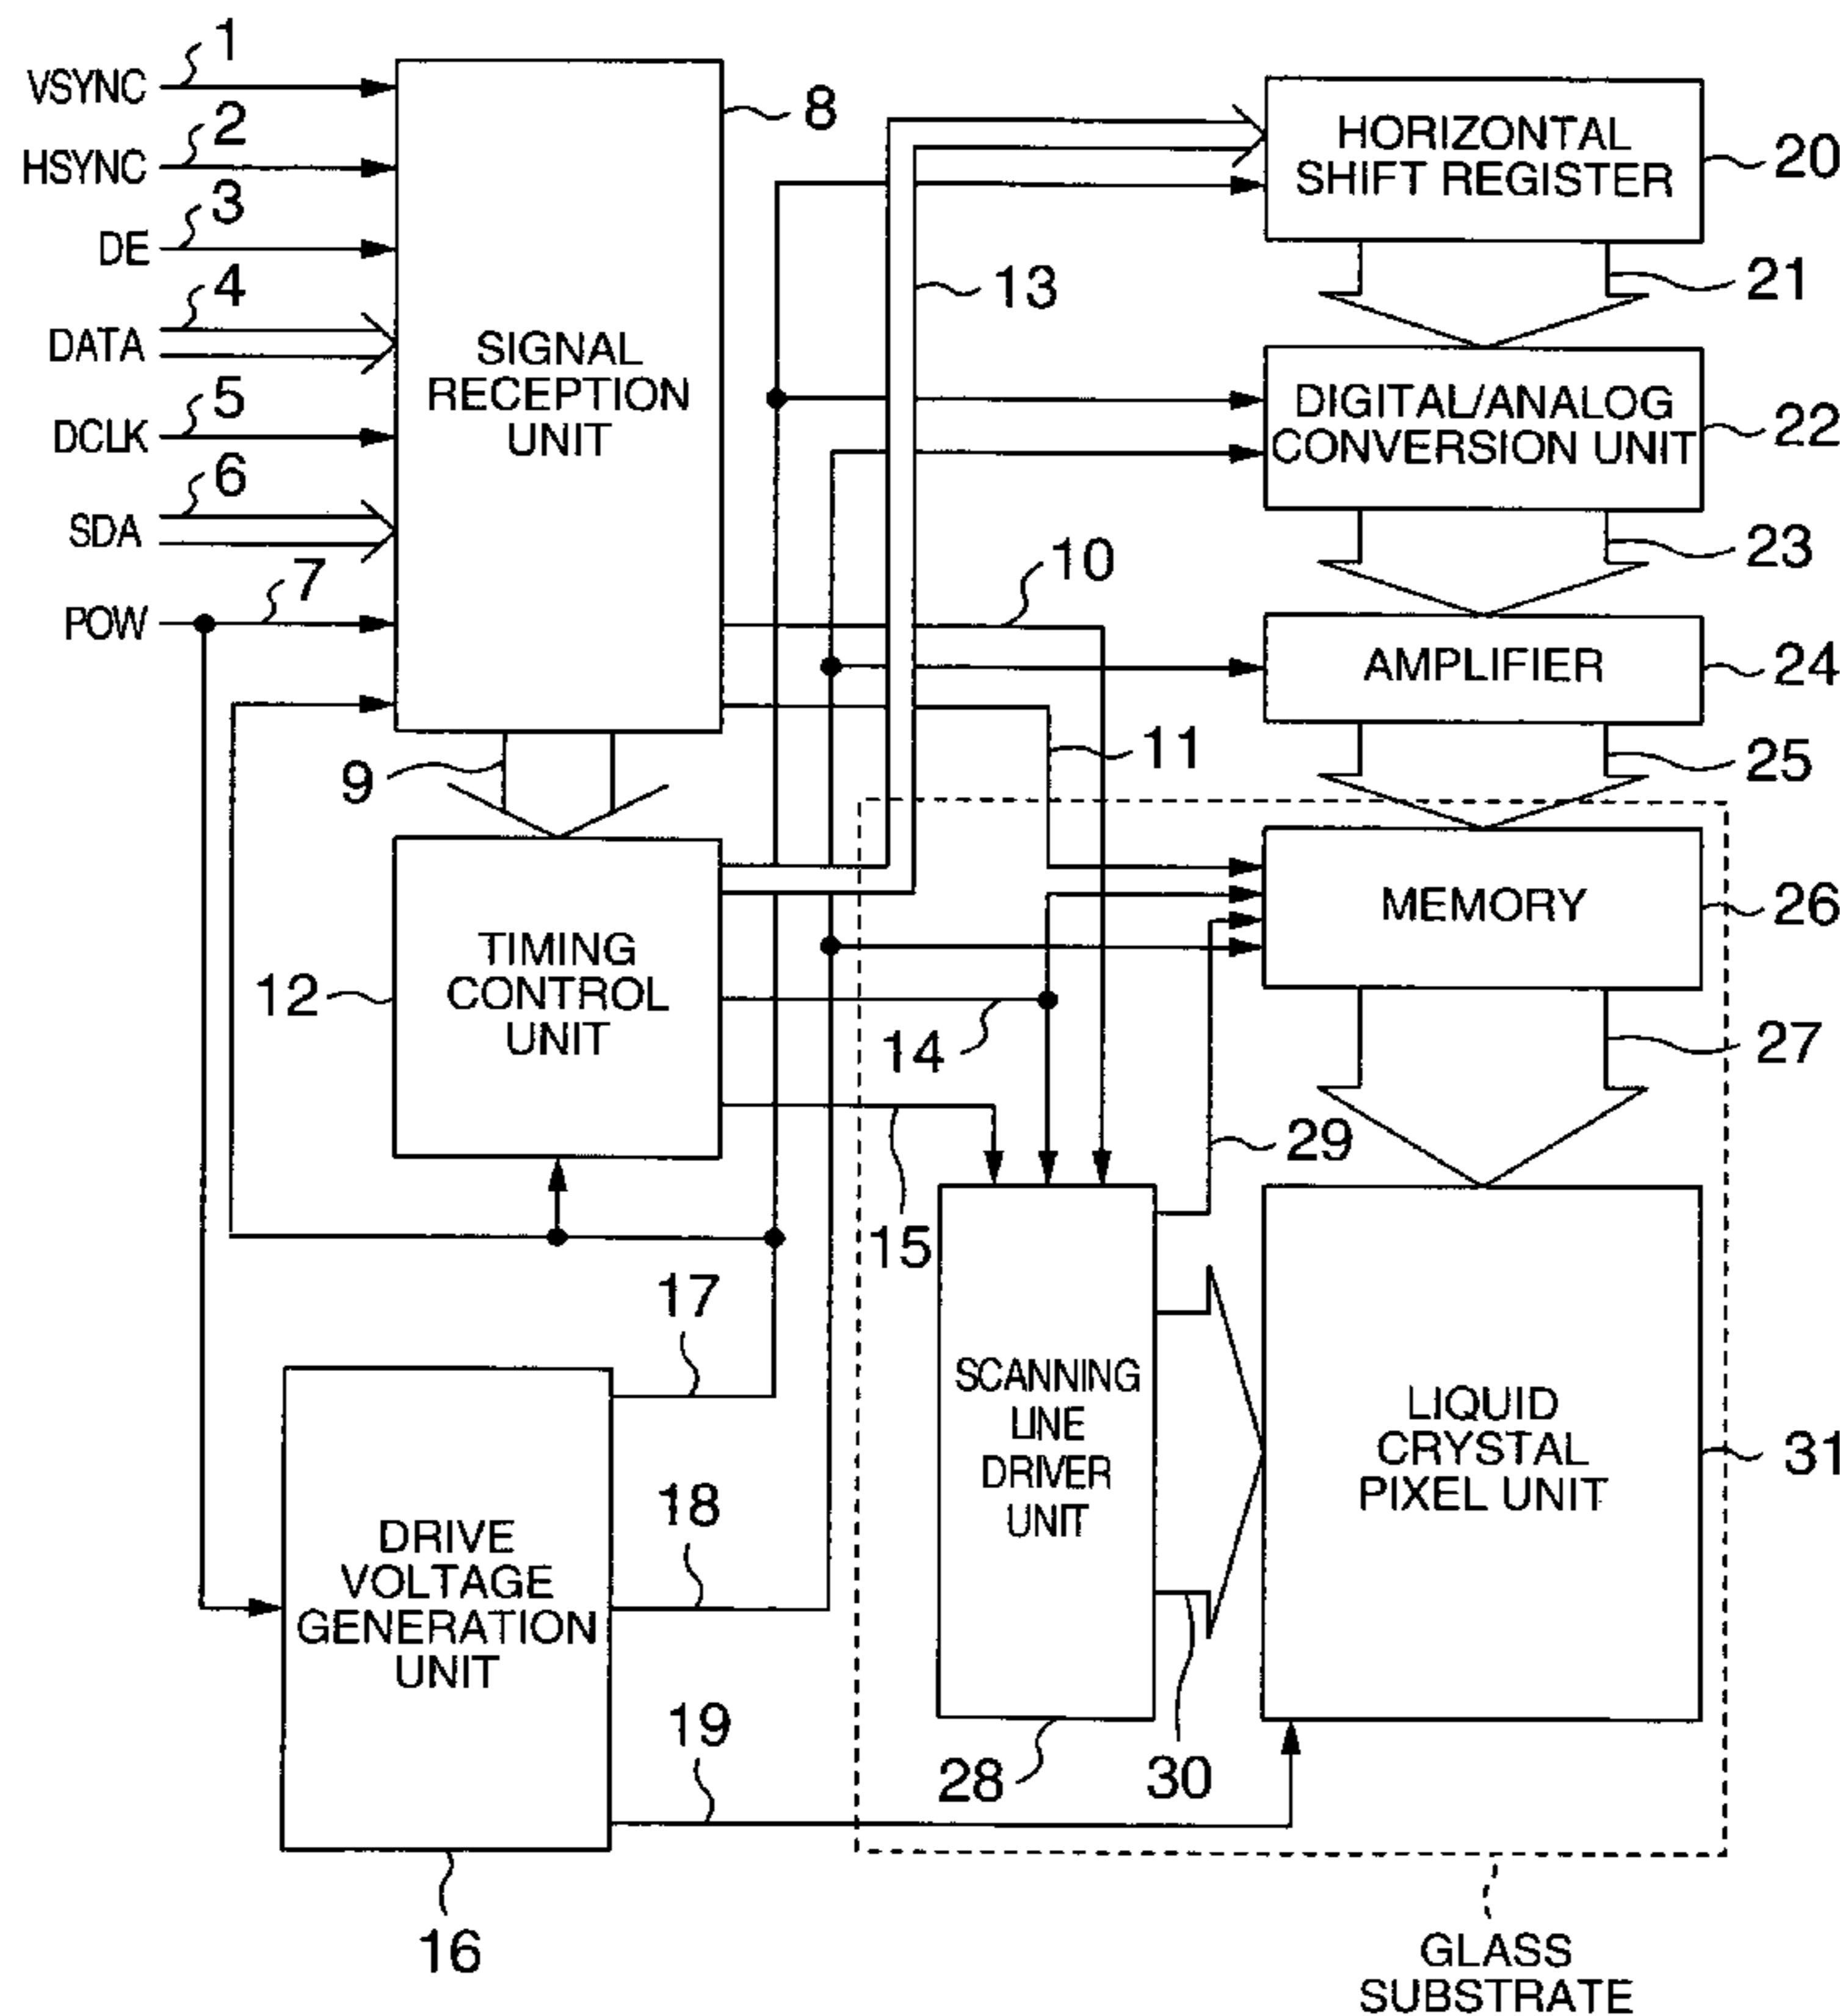 VSYNC
1
HSYNC
2
DE
3
DATA
4
DCLK
5
SDA
6
POW
7
SIGNAL
RECEPTION
UNIT
8
9
10
11
TIMING
CONTROL
UNIT
12
13
14
15
DRIVE
VOLTAGE
GENERATION
UNIT
16
17
18
19
HORIZONTAL
SHIFT REGISTER
20
21
DIGITAL/ANALOG
CONVERSION UNIT
22
23
AMPLIFIER
24
25
MEMORY
26
27
SCANNING
LINE
DRIVER
UNIT
28
29
30
LIQUID
CRYSTAL
PIXEL UNIT
31
GLASS
SUBSTRATE